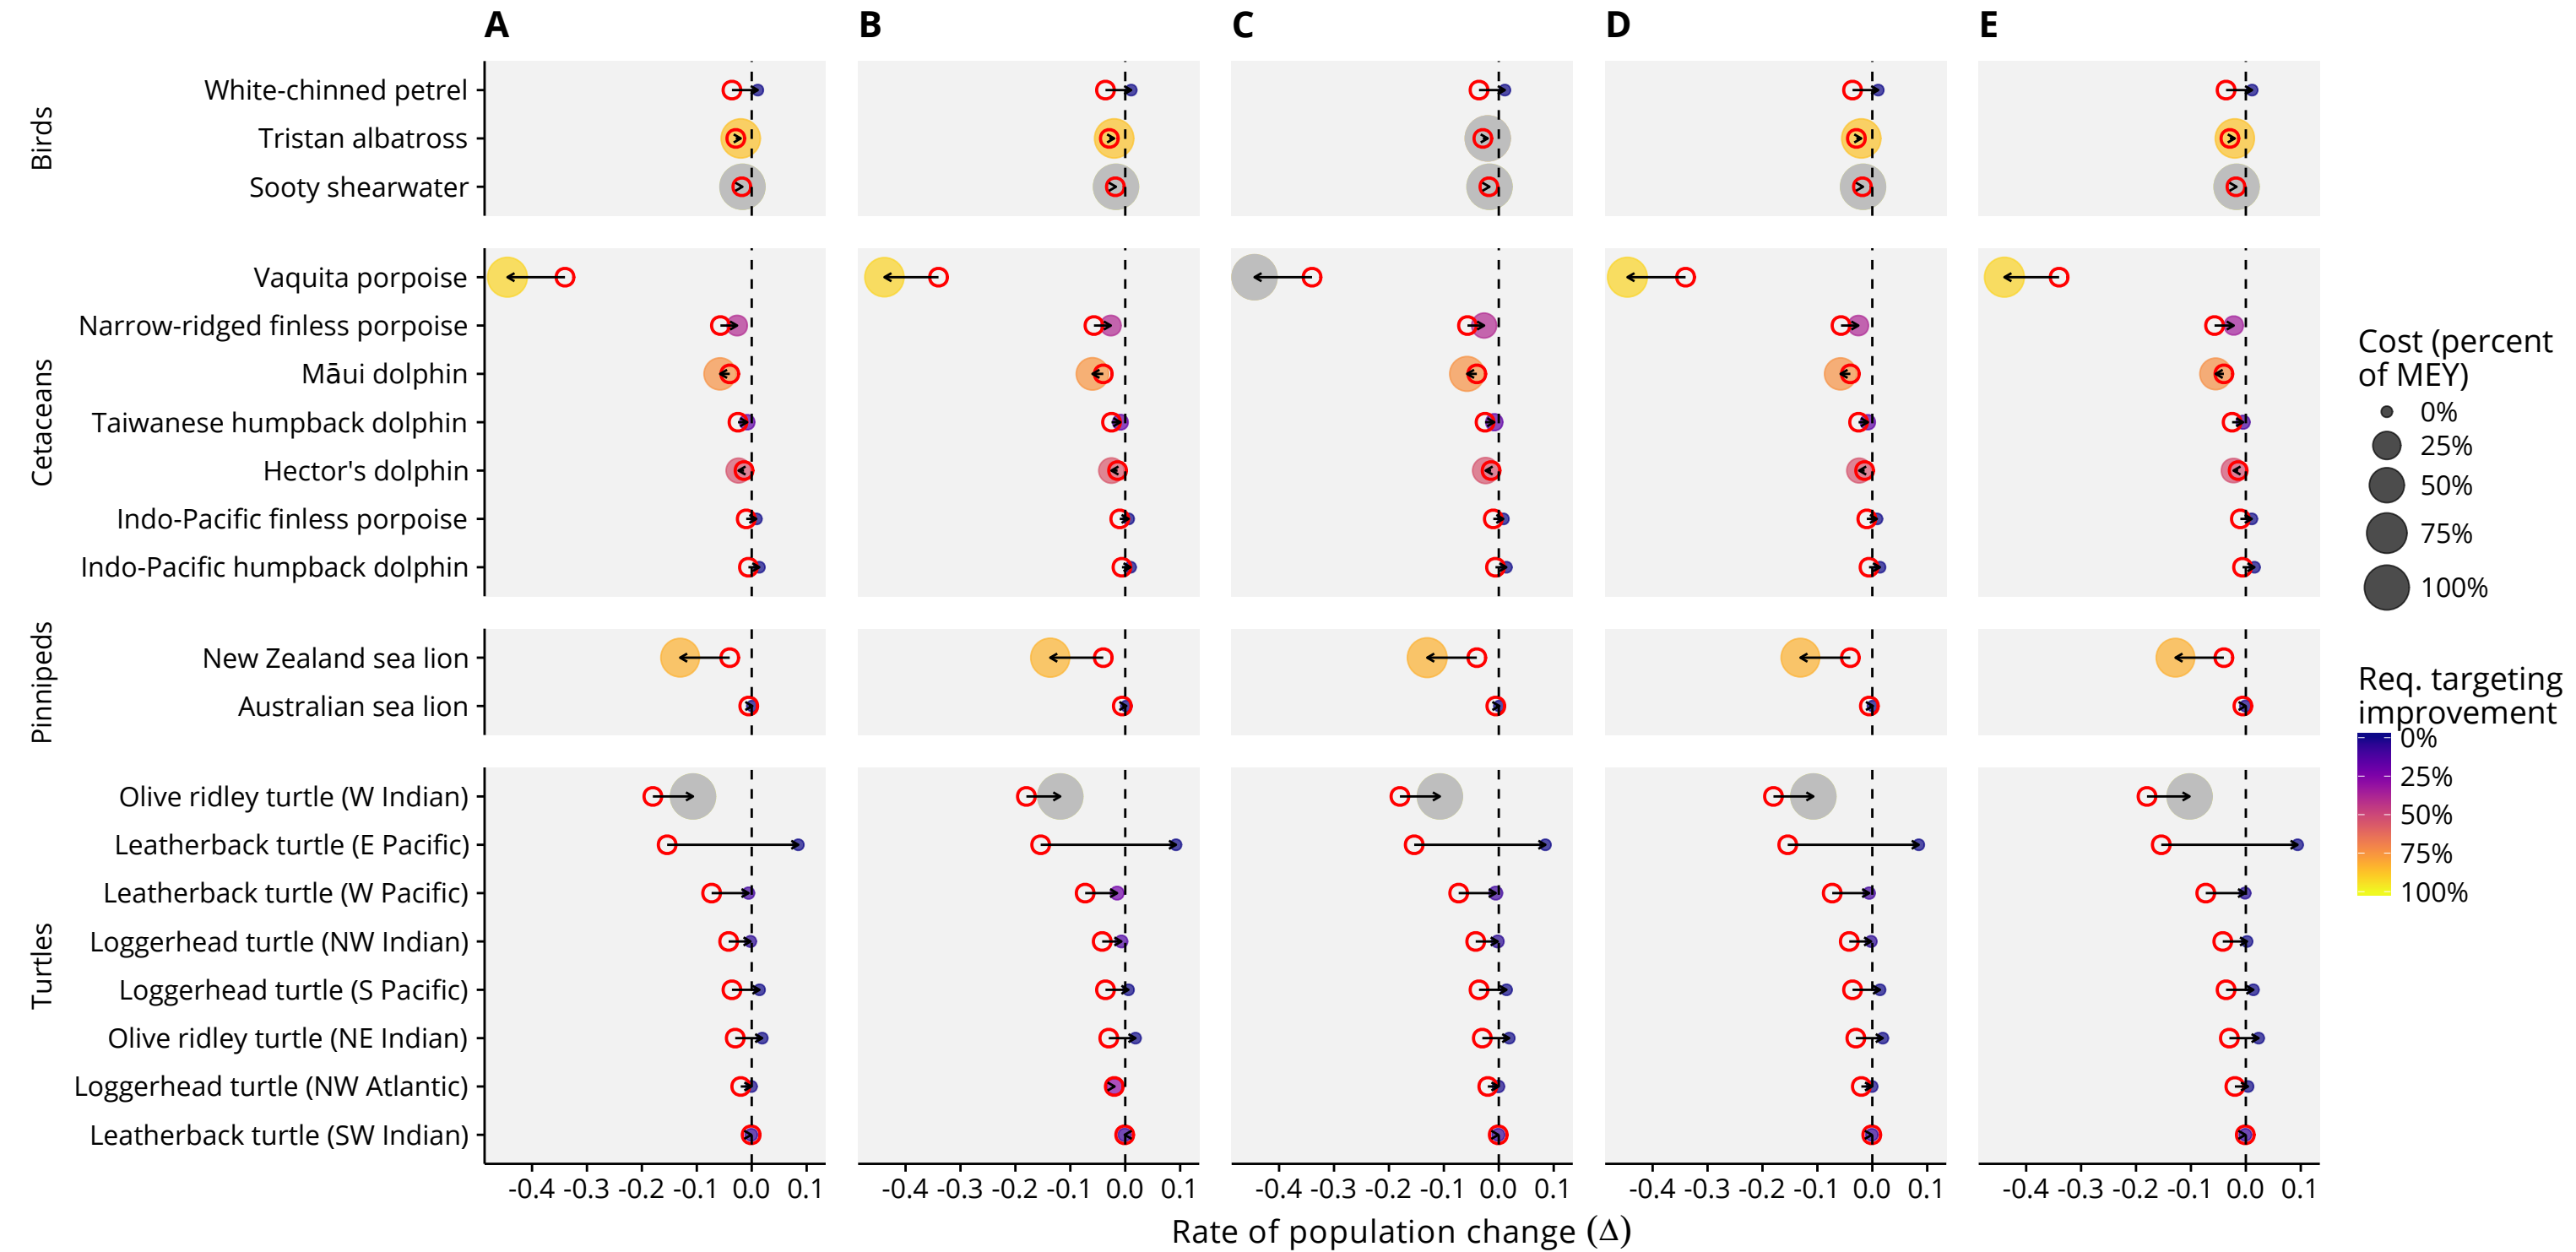 A B C D E
Birds
White-chinned petrel
Tristan albatross
Sooty shearwater
Cetaceans
Vaquita porpoise
Narrow-ridged finless porpoise
Māui dolphin
Taiwanese humpback dolphin
Hector's dolphin
Indo-Pacific finless porpoise
Indo-Pacific humpback dolphin
Pinnipeds
New Zealand sea lion
Australian sea lion
Turtles
Olive ridley turtle (W Indian)
Leatherback turtle (E Pacific)
Leatherback turtle (W Pacific)
Loggerhead turtle (NW Indian)
Loggerhead turtle (S Pacific)
Olive ridley turtle (NE Indian)
Loggerhead turtle (NW Atlantic)
Leatherback turtle (SW Indian)
-0.4 -0.3 -0.2 -0.1 0.0 0.1 -0.4 -0.3 -0.2 -0.1 0.0 0.1 -0.4 -0.3 -0.2 -0.1 0.0 0.1 -0.4 -0.3 -0.2 -0.1 0.0 0.1 -0.4 -0.3 -0.2 -0.1 0.0 0.1
Rate of population change (Δ)
Cost (percent
of MEY)
0%
25%
50%
75%
100%
Req. targeting
improvement
0%
25%
50%
75%
100%